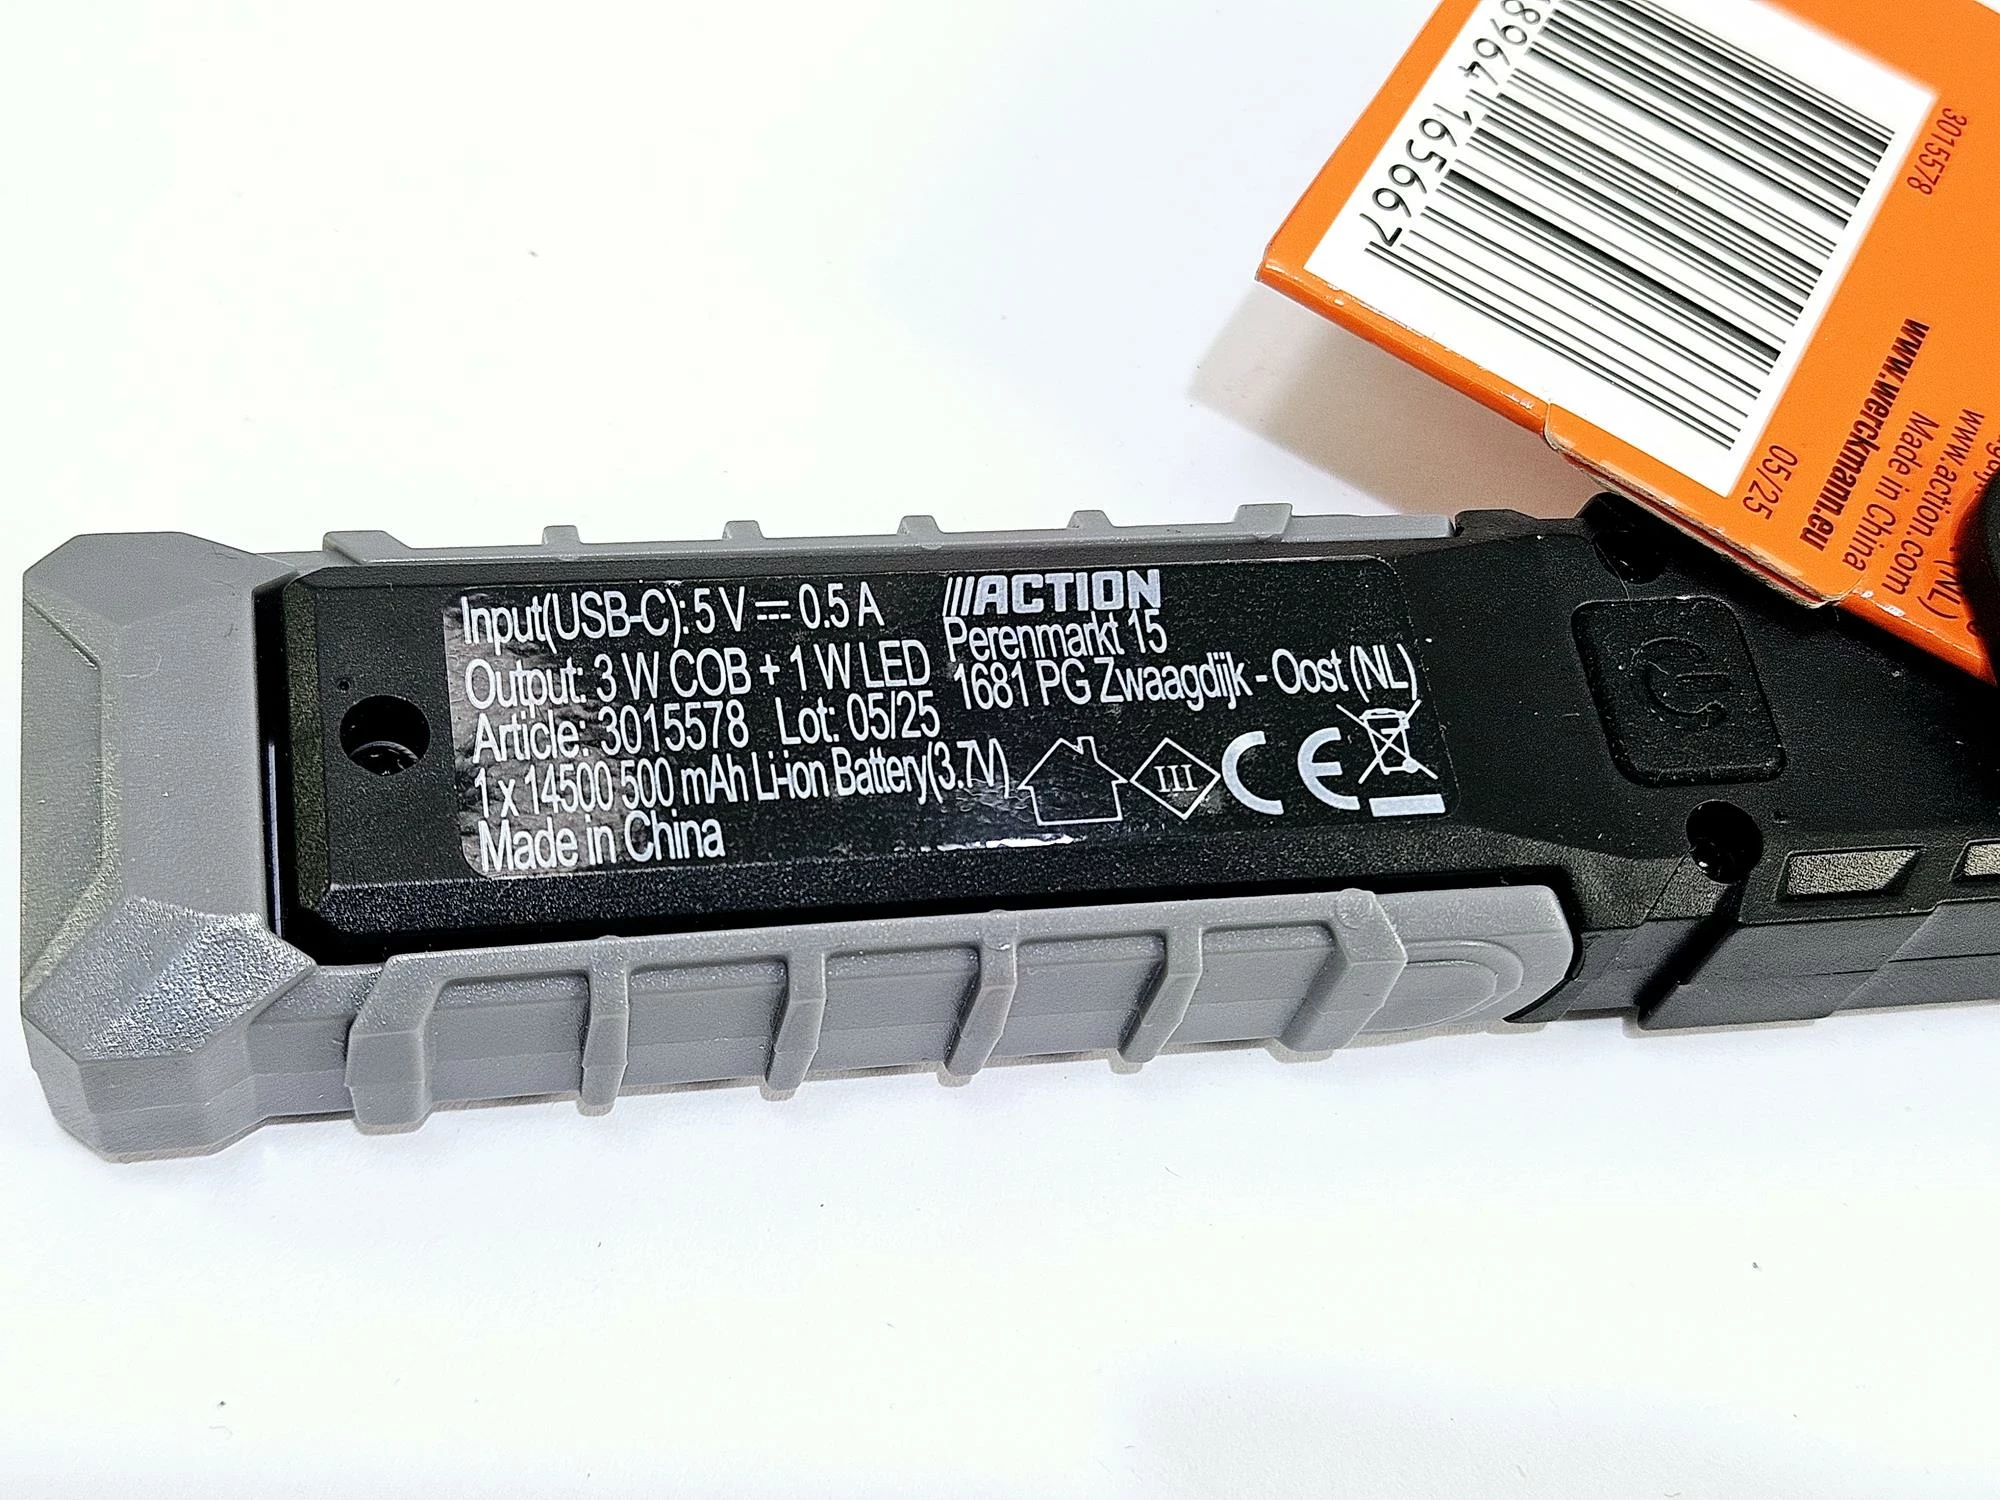 Input(USB-C): 5 V ⎓ 0.5 A
Output: 3 W COB + 1 W LED
Article: 3015578 Lot: 05/25
1 x 14500 500 mAh Li-ion Battery(3.7V)
Made in China
ACTION
Perenmarkt 15
1681 PG Zwaagdijk - Oost (NL)
III
CE
3015578
164165667
05/25
www.werckmann.eu
Made in China
www.action.com
(NL)